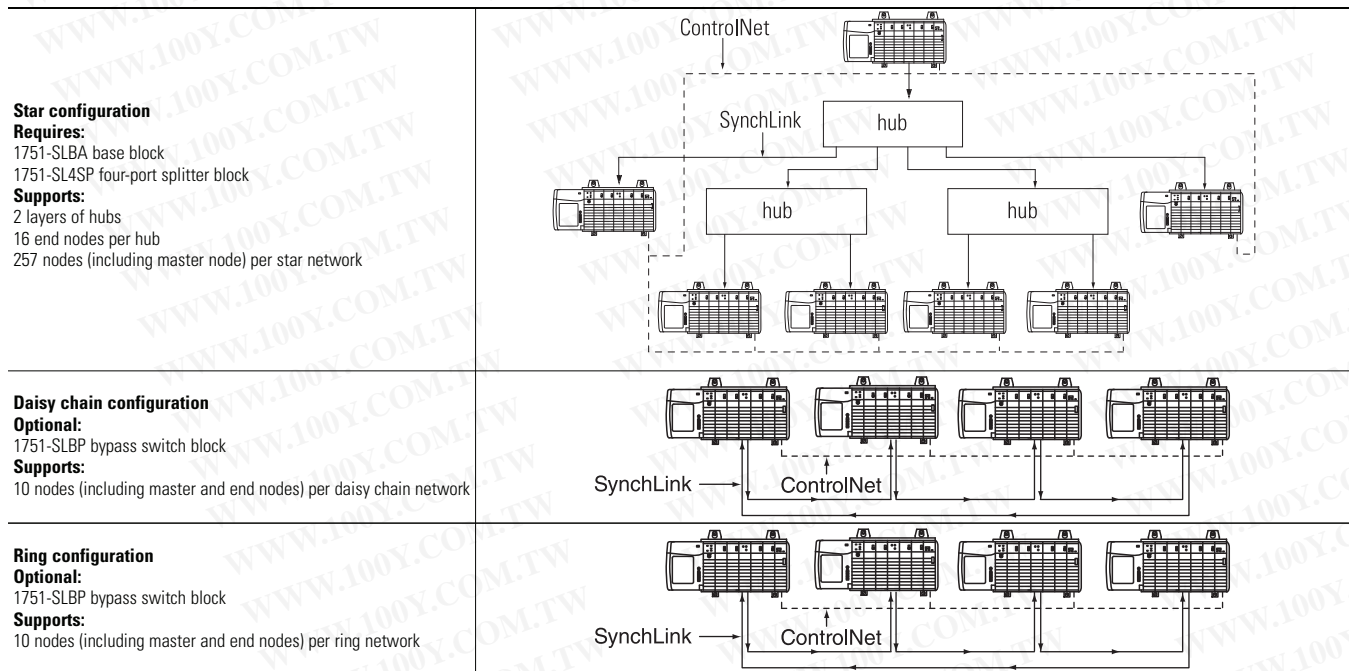 Star configuration
Requires:
1751-SLBA base block
1751-SL4SP four-port splitter block
Supports:
2 layers of hubs
16 end nodes per hub
257 nodes (including master node) per star network
ControlNet
SynchLink
hub
hub
hub
Daisy chain configuration
Optional:
1751-SLBP bypass switch block
Supports:
10 nodes (including master and end nodes) per daisy chain network
SynchLink
ControlNet
Ring configuration
Optional:
1751-SLBP bypass switch block
Supports:
10 nodes (including master and end nodes) per ring network
SynchLink
ControlNet
WWW.100Y.COM.TW